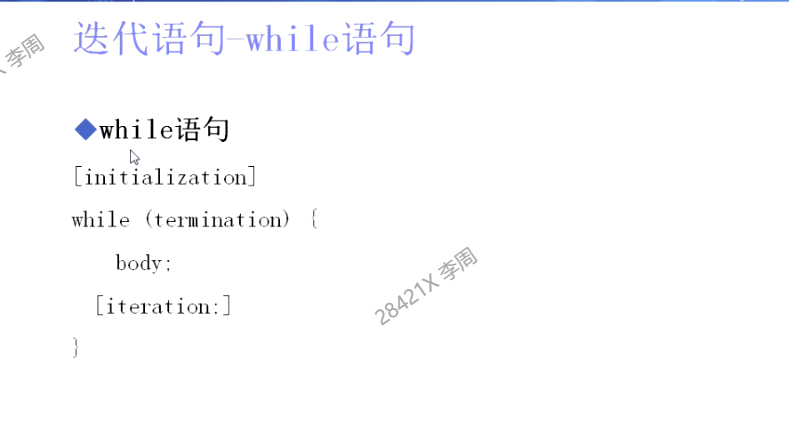 迭代语句-while语句
X 李周
◆while语句
[initialization]
while (termination) {
body;
[iteration:]
28421X 李周
}